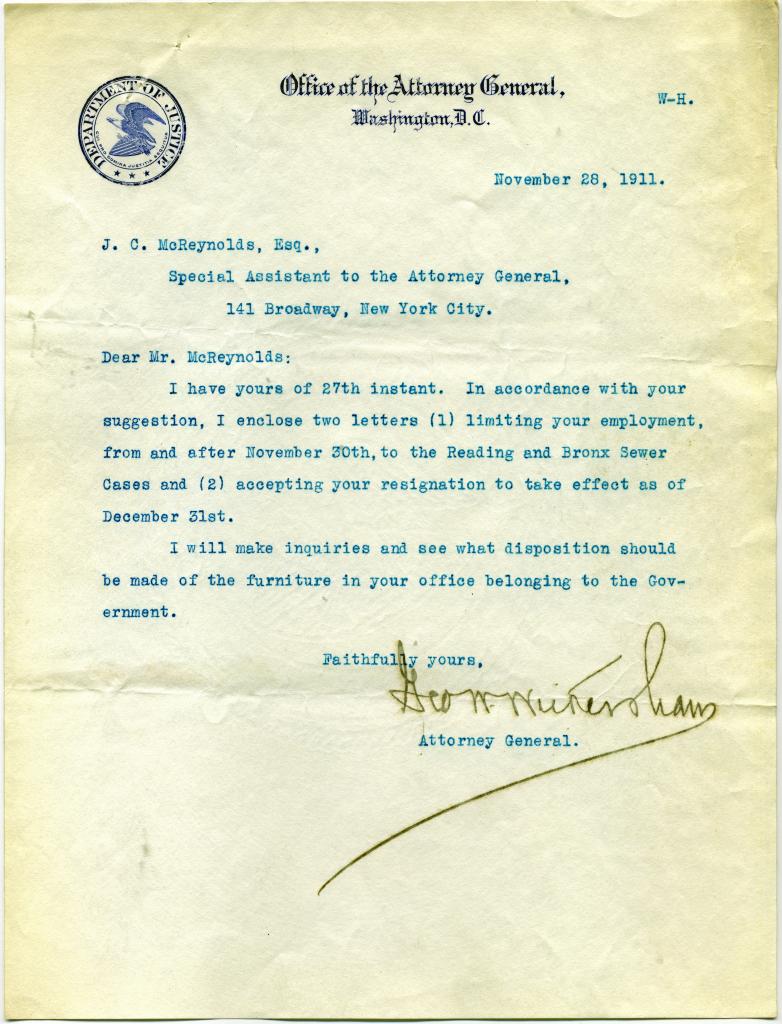 DEPARTMENT OF JUSTICE
Office of the Attorney General,
Washington, D.C.
W-H.
November 28, 1911.
J. C. McReynolds, Esq.,
Special Assistant to the Attorney General,
141 Broadway, New York City.
Dear Mr. McReynolds:
I have yours of 27th instant. In accordance with your
suggestion, I enclose two letters (1) limiting your employment,
from and after November 30th, to the Reading and Bronx Sewer
Cases and (2) accepting your resignation to take effect as of
December 31st.
I will make inquiries and see what disposition should
be made of the furniture in your office belonging to the Gov-
ernment.
Faithfully yours,
Geo W. Wickersham
Attorney General.